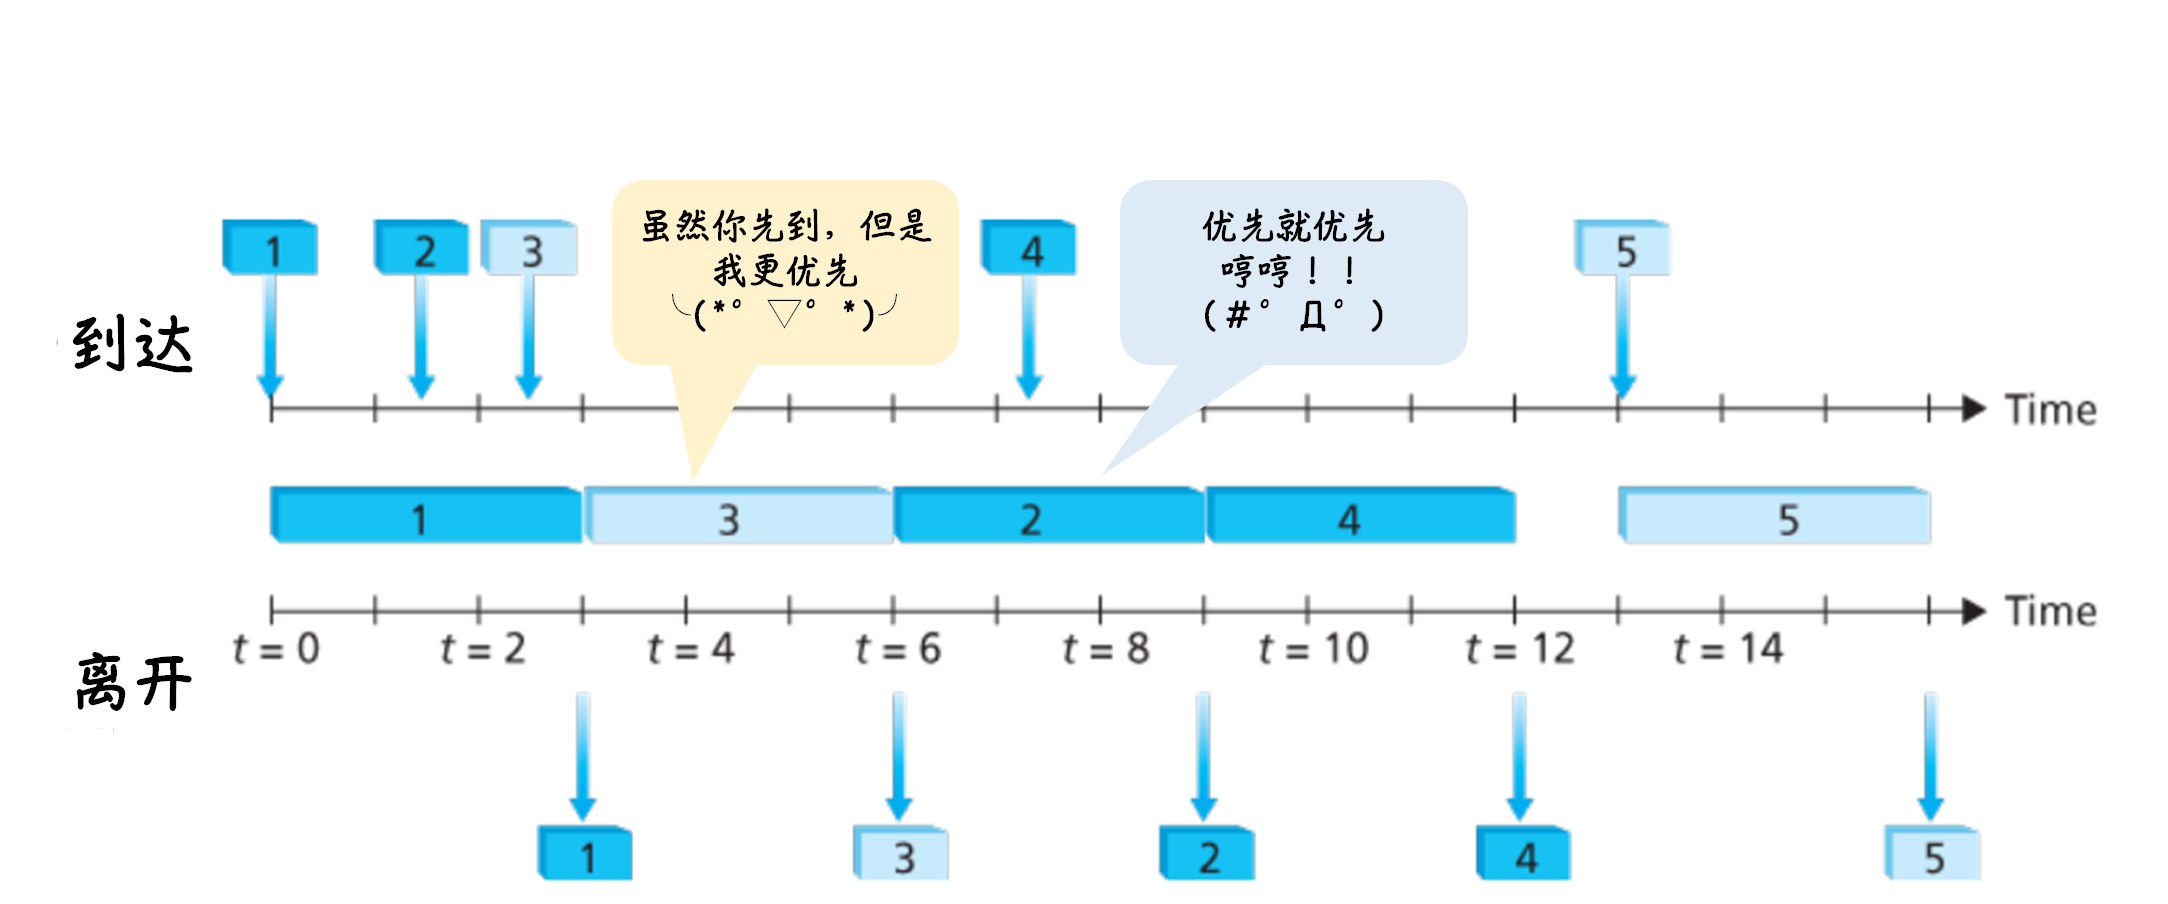 1
2
3
虽然你先到，但是
我更优先
╰(*°▽°*)╯
4
优先就优先
哼哼！！
(#°Д°)
5
到达
Time
1
3
2
4
5
Time
t = 0
t = 2
t = 4
t = 6
t = 8
t = 10
t = 12
t = 14
离开
1
3
2
4
5